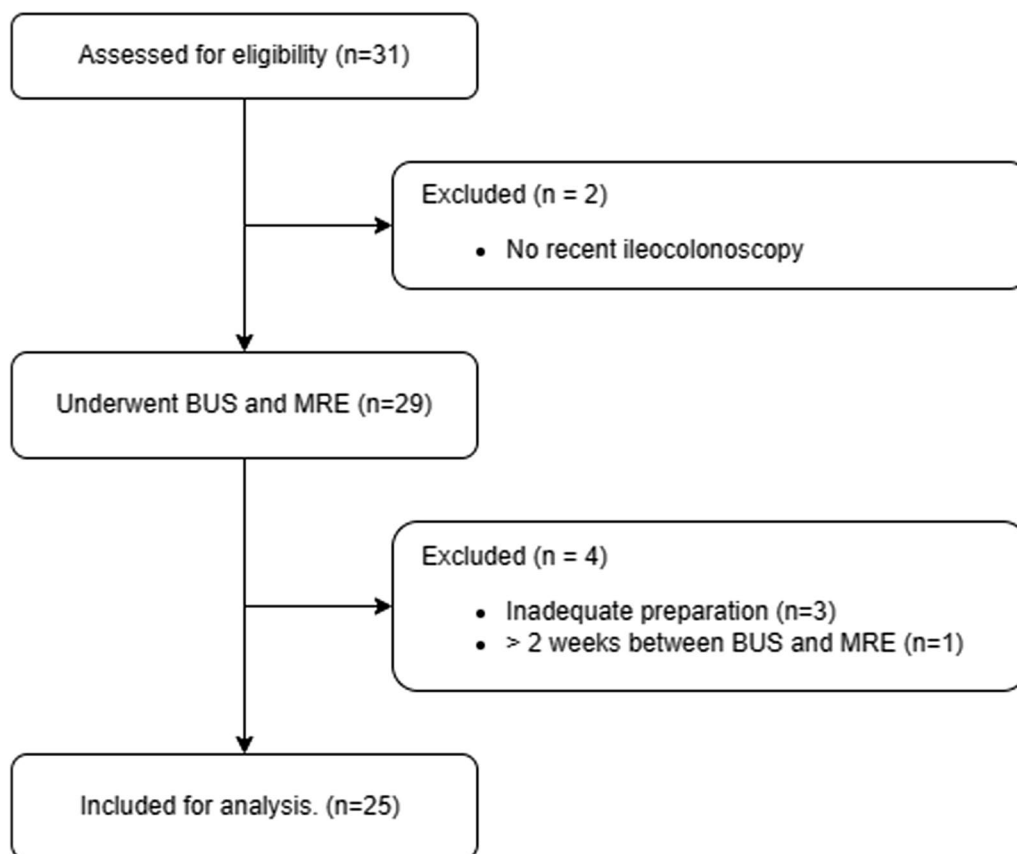 Assessed for eligibility (n=31)
Excluded (n = 2)
• No recent ileocolonoscopy
Underwent BUS and MRE (n=29)
Excluded (n = 4)
• Inadequate preparation (n=3)
• > 2 weeks between BUS and MRE (n=1)
Included for analysis. (n=25)